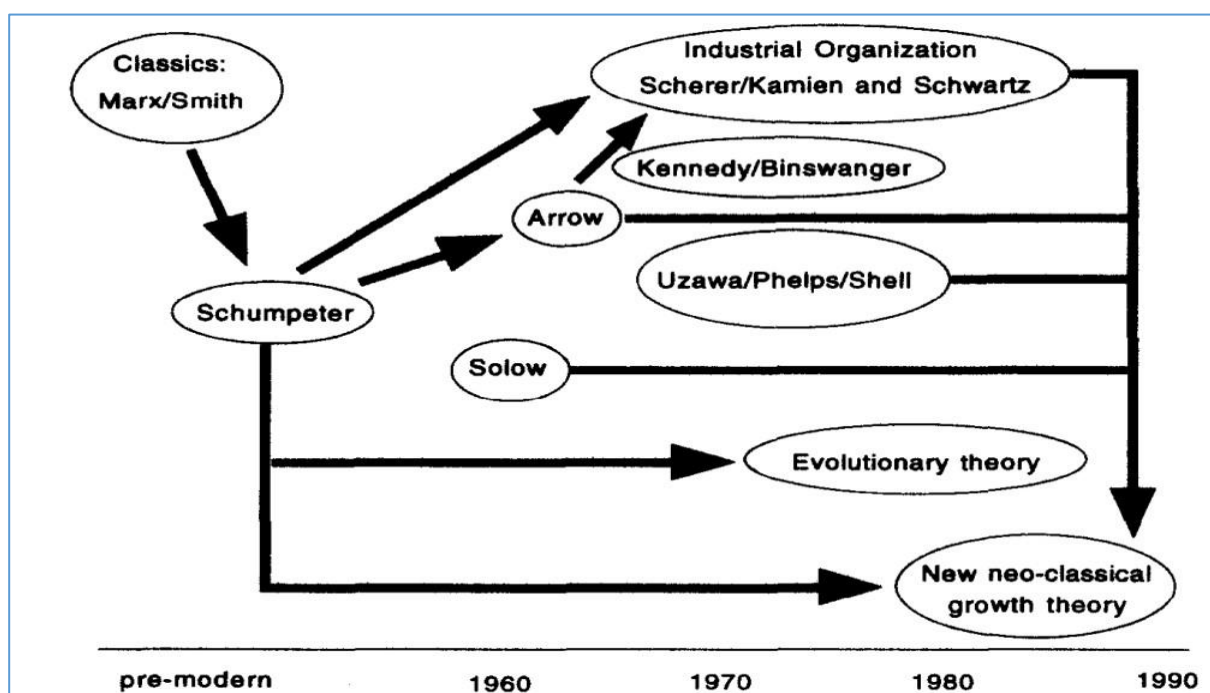 Classics:
Marx/Smith
Industrial Organization
Scherer/Kamien and Schwartz
Kennedy/Binswanger
Arrow
Uzawa/Phelps/Shell
Schumpeter
Solow
Evolutionary theory
New neo-classical
growth theory
pre-modern 1960 1970 1980 1990